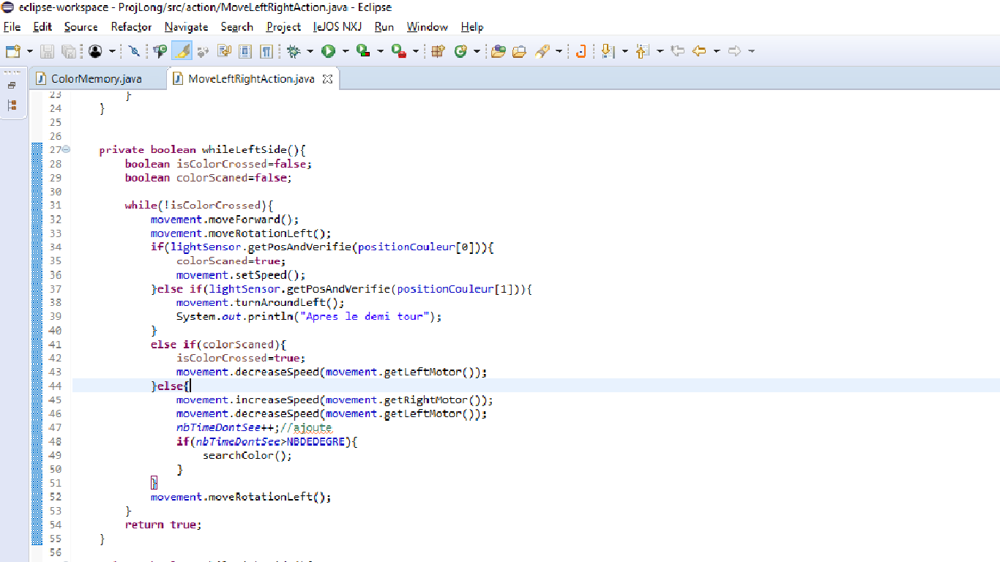 eclipse-workspace - ProjLong/src/action/MoveLeftRightAction.java - Eclipse
File Edit Source Refactor Navigate Search Project leJOS NXJ Run Window Help
ColorMemory.java MoveLeftRightAction.java
23 }
24 }
25
26
27 private boolean whileLeftSide(){
28 boolean isColorCrossed=false;
29 boolean colorScaned=false;
30
31 while(!isColorCrossed){
32 movement.moveForward();
33 movement.moveRotationLeft();
34 if(lightSensor.getPosAndVerifie(positionCouleur[0])){
35 colorScaned=true;
36 movement.setSpeed();
37 }else if(lightSensor.getPosAndVerifie(positionCouleur[1])){
38 movement.turnAroundLeft();
39 System.out.println("Apres le demi tour");
40 }
41 else if(colorScaned){
42 isColorCrossed=true;
43 movement.decreaseSpeed(movement.getLeftMotor());
44 }else{
45 movement.increaseSpeed(movement.getRightMotor());
46 movement.decreaseSpeed(movement.getLeftMotor());
47 nbTimeDontSee++;//ajoute
48 if(nbTimeDontSee>NBDEDEGRE){
49 searchColor();
50 }
51 }
52 movement.moveRotationLeft();
53 }
54 return true;
55 }
56